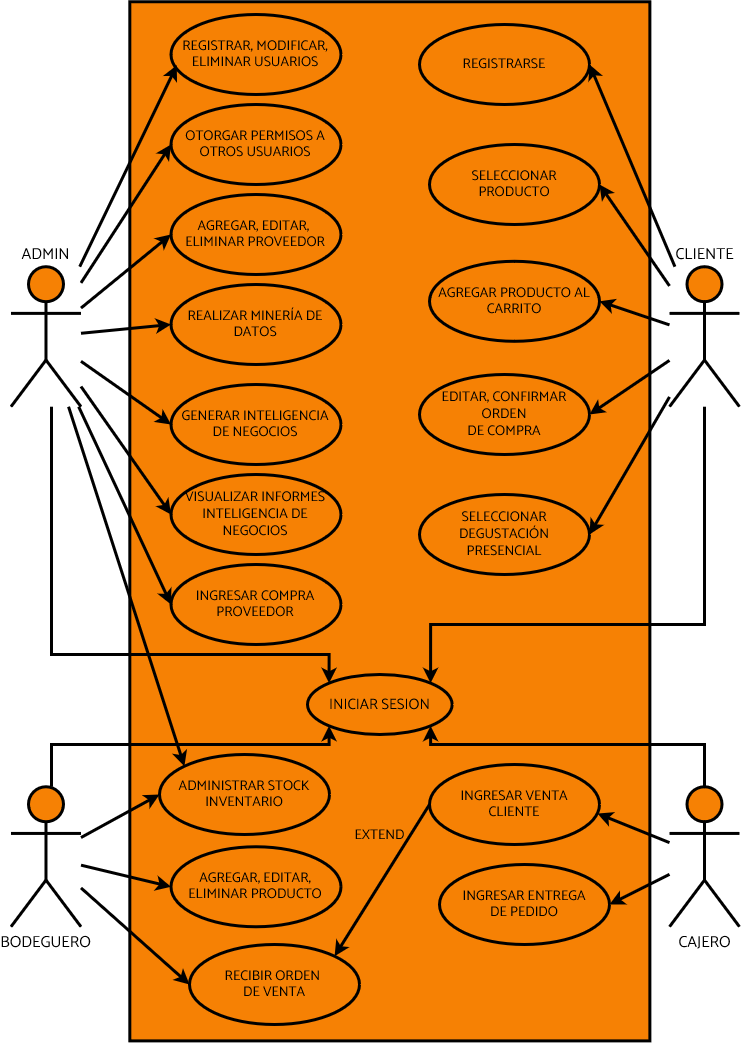 REGISTRAR, MODIFICAR,
ELIMINAR USUARIOS
REGISTRARSE
OTORGAR PERMISOS A
OTROS USUARIOS
SELECCIONAR
PRODUCTO
AGREGAR, EDITAR,
ELIMINAR PROVEEDOR
ADMIN
CLIENTE
AGREGAR PRODUCTO AL
CARRITO
REALIZAR MINERÍA DE
DATOS
EDITAR, CONFIRMAR
ORDEN
DE COMPRA
GENERAR INTELIGENCIA
DE NEGOCIOS
VISUALIZAR INFORMES
INTELIGENCIA DE
NEGOCIOS
SELECCIONAR
DEGUSTACIÓN
PRESENCIAL
INGRESAR COMPRA
PROVEEDOR
INICIAR SESION
ADMINISTRAR STOCK
INVENTARIO
INGRESAR VENTA
CLIENTE
EXTEND
AGREGAR, EDITAR,
ELIMINAR PRODUCTO
INGRESAR ENTREGA
DE PEDIDO
BODEGUERO
CAJERO
RECIBIR ORDEN
DE VENTA